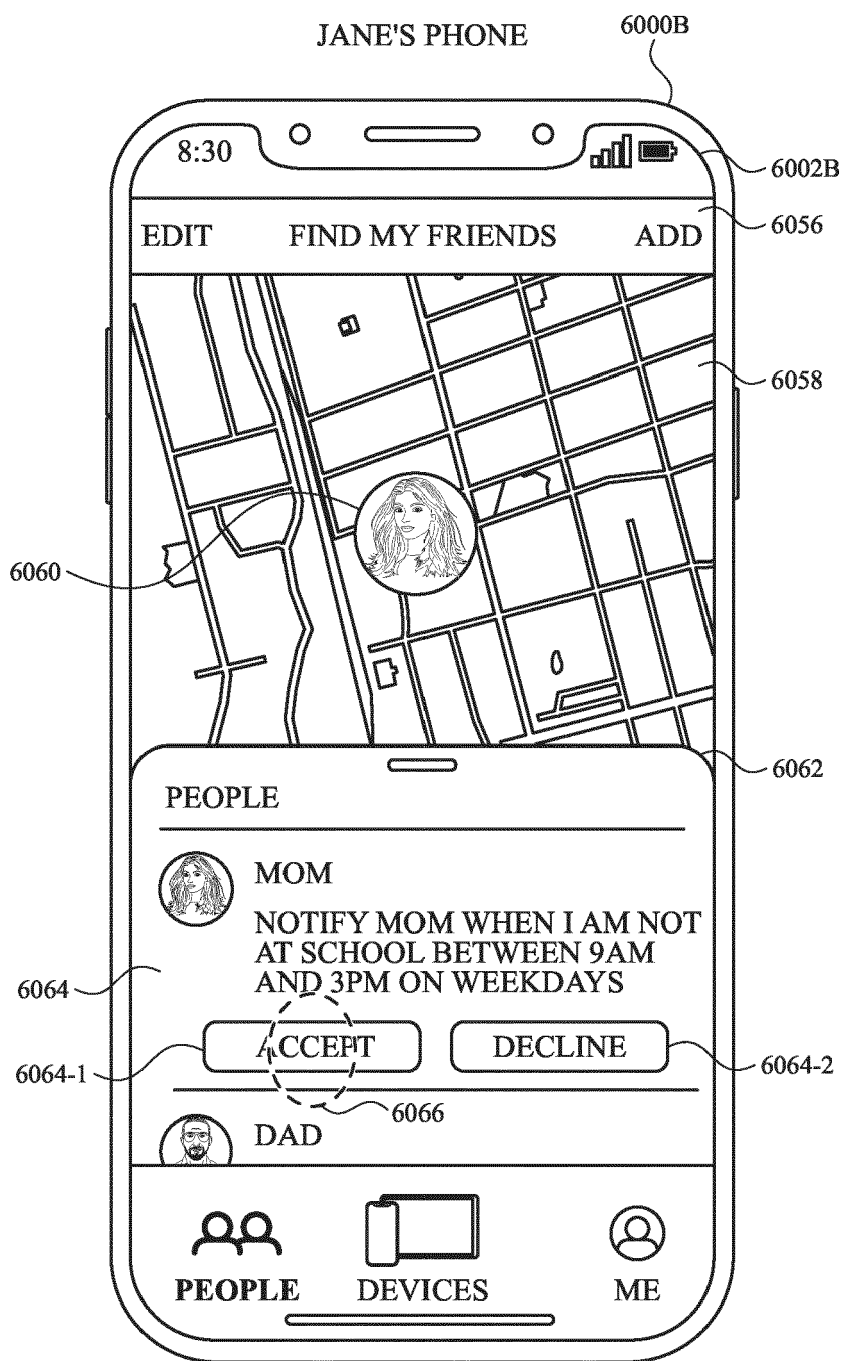 JANE'S PHONE
6000B
8:30
6002B
6056
EDIT FIND MY FRIENDS ADD
6058
6060
6062
PEOPLE
MOM
NOTIFY MOM WHEN I AM NOT
AT SCHOOL BETWEEN 9AM
AND 3PM ON WEEKDAYS
6064
ACCEPT DECLINE
6064-1
6064-2
6066
DAD
PEOPLE DEVICES ME